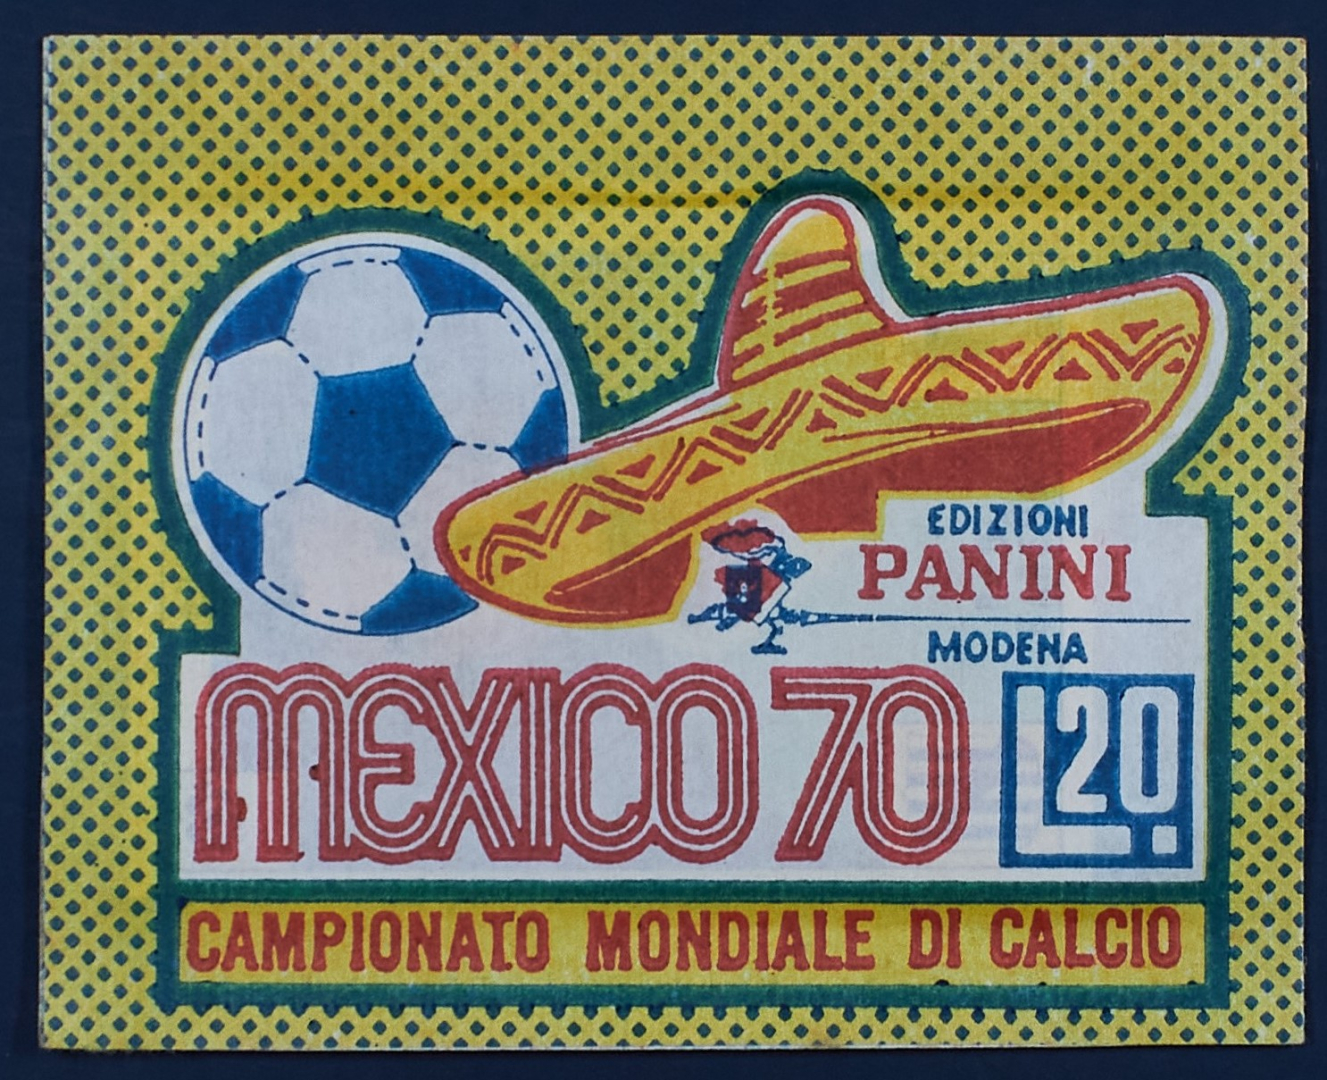 EDIZIONI
PANINI
MODENA
MEXICO 70
L. 20
CAMPIONATO MONDIALE DI CALCIO